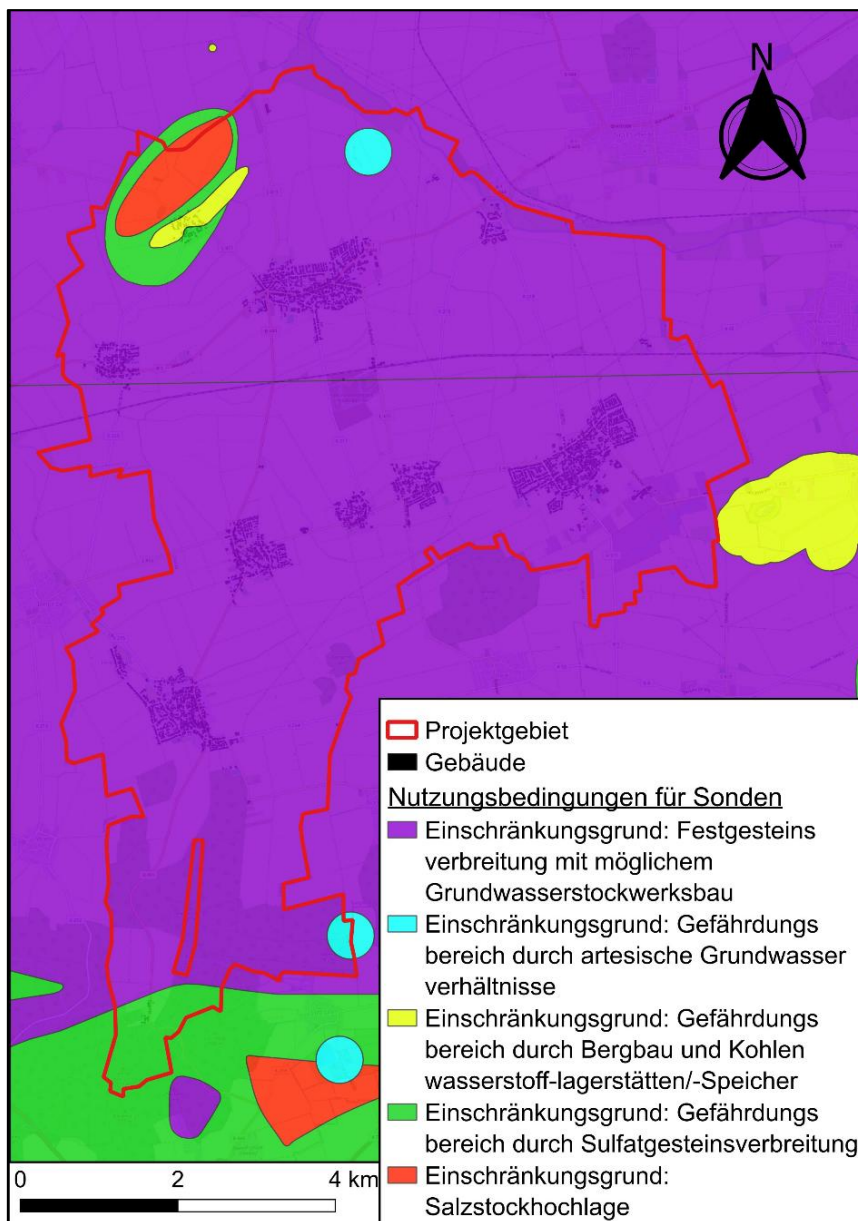 N
Projektgebiet
Gebäude
Nutzungsbedingungen für Sonden
Einschränkungsgrund: Festgesteins
verbreitung mit möglichem
Grundwasserstockwerksbau
Einschränkungsgrund: Gefährdungs
bereich durch artesische Grundwasser
verhältnisse
Einschränkungsgrund: Gefährdungs
bereich durch Bergbau und Kohlen
wasserstoff-lagerstätten/-Speicher
Einschränkungsgrund: Gefährdungs
bereich durch Sulfatgesteinsverbreitung
Einschränkungsgrund:
Salzstockhochlage
0 2 4 km